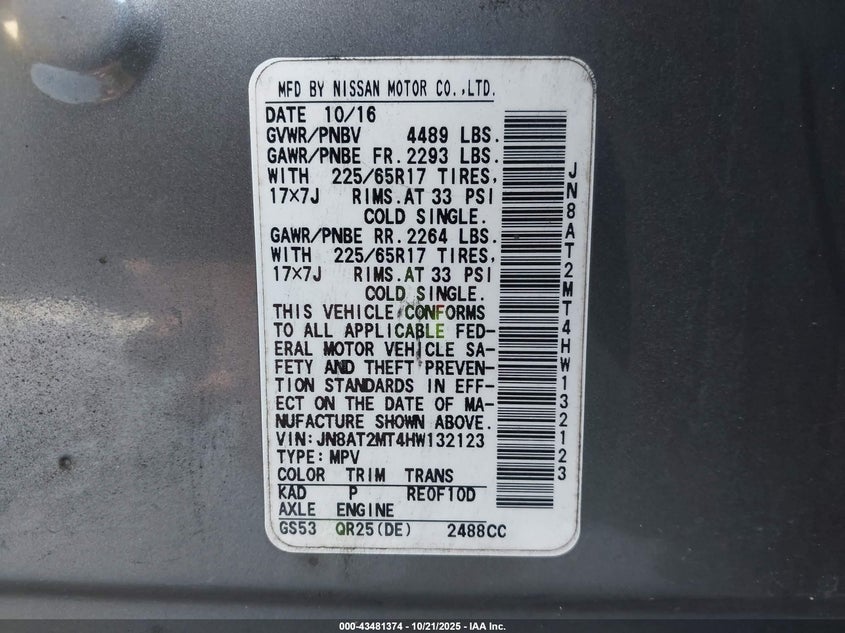 MFD BY NISSAN MOTOR CO.,LTD.
DATE 10/16
GVWR/PNBV 4489 LBS.
GAWR/PNBE FR. 2293 LBS.
WITH 225/65R17 TIRES,
17×7J RIMS. AT 33 PSI
COLD SINGLE.
GAWR/PNBE RR. 2264 LBS.
WITH 225/65R17 TIRES,
17×7J RIMS. AT 33 PSI
COLD SINGLE.
THIS VEHICLE CONFORMS
TO ALL APPLICABLE FED-
ERAL MOTOR VEHICLE SA-
FETY AND THEFT PREVEN-
TION STANDARDS IN EFF-
ECT ON THE DATE OF MA-
NUFACTURE SHOWN ABOVE.
VIN:JN8AT2MT4HW132123
TYPE: MPV
COLOR TRIM TRANS
KAD P RE0F10D
AXLE ENGINE
GS53 QR25(DE) 2488CC
JN8AT2MT4HW132123
000-43481374 - 10/21/2025 - IAA Inc.